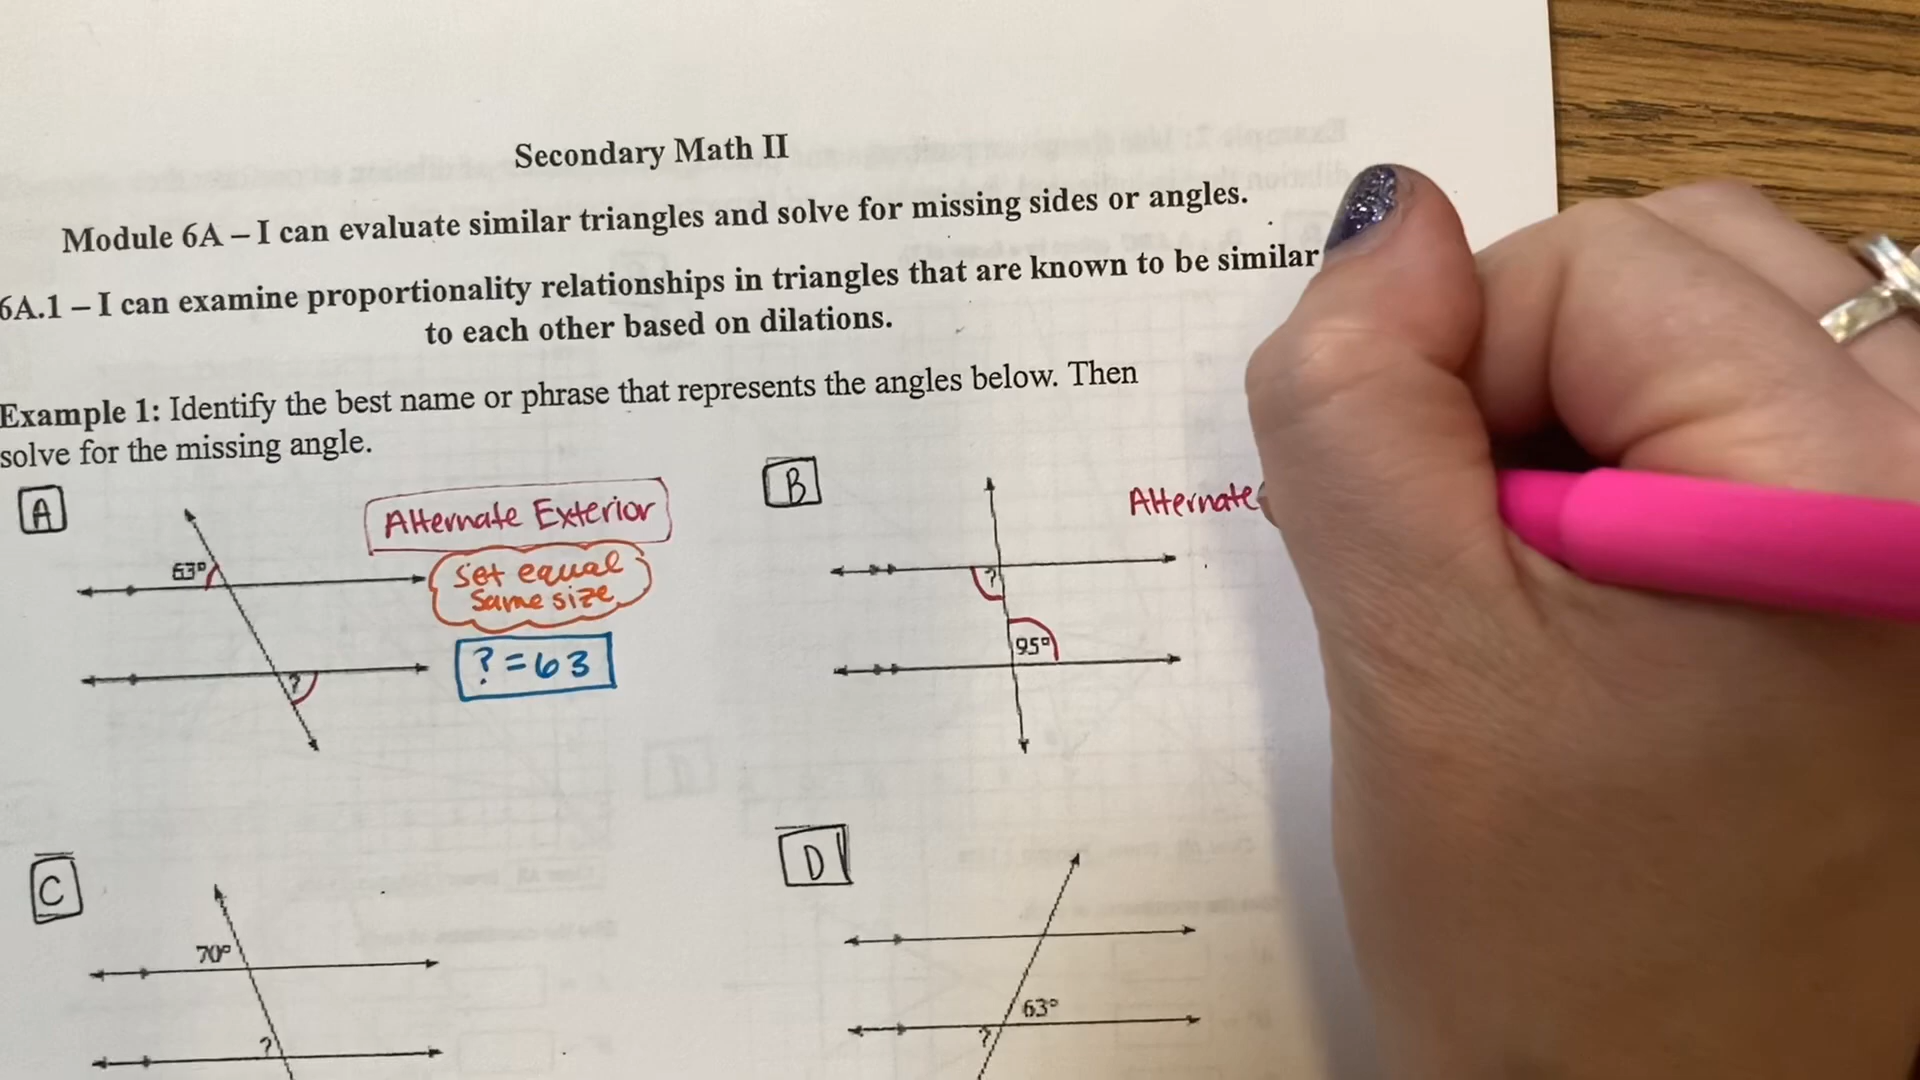 Secondary Math II
Module 6A – I can evaluate similar triangles and solve for missing sides or angles.
6A.1 – I can examine proportionality relationships in triangles that are known to be similar
to each other based on dilations.
Example 1: Identify the best name or phrase that represents the angles below. Then
solve for the missing angle.
A
Alternate Exterior
63°
set equal
same size
? = 63
?
B
Alternate
?
95°
C
70°
?
D
63°
?